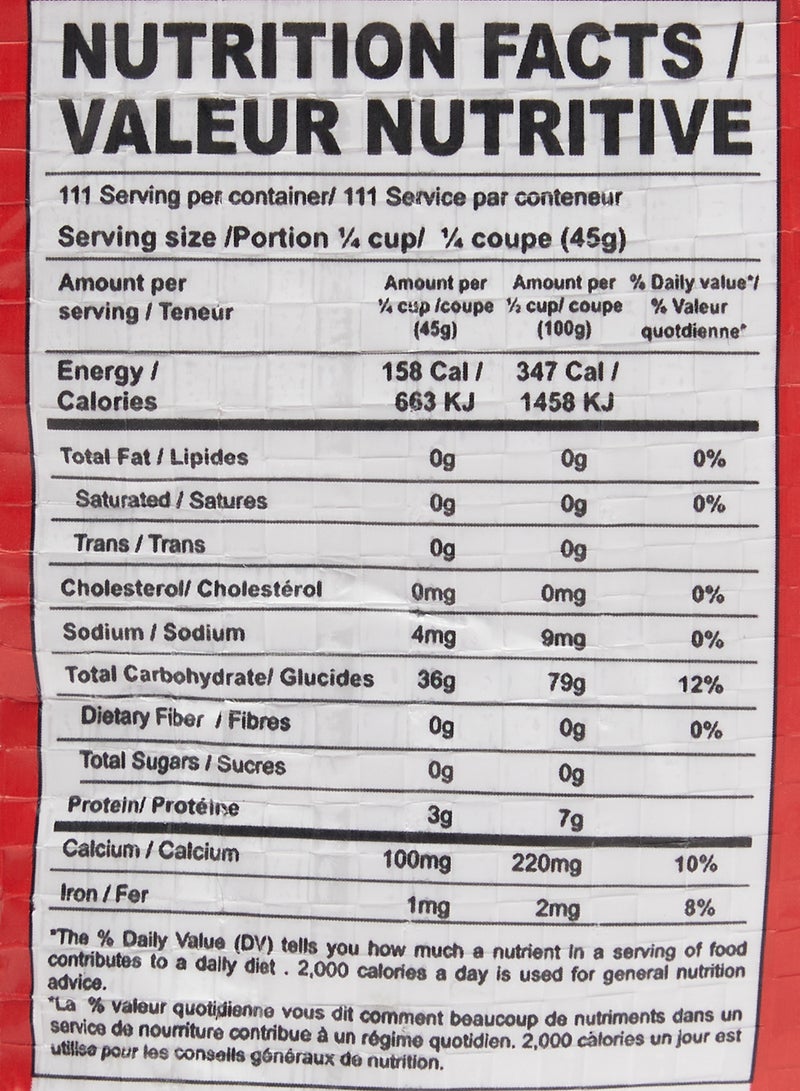 NUTRITION FACTS /
VALEUR NUTRITIVE
111 Serving per container/ 111 Service par conteneur
Serving size /Portion ¼ cup/ ¼ coupe (45g)
Amount per serving / Teneur
Amount per ¼ cup /coupe (45g)
Amount per ½ cup/ coupe (100g)
% Daily value*/ % Valeur quotdienne*
Energy / Calories 158 Cal / 663 KJ 347 Cal / 1458 KJ
Total Fat / Lipides 0g 0g 0%
Saturated / Satures 0g 0g 0%
Trans / Trans 0g 0g
Cholesterol/ Cholestérol 0mg 0mg 0%
Sodium / Sodium 4mg 9mg 0%
Total Carbohydrate/ Glucides 36g 79g 12%
Dietary Fiber / Fibres 0g 0g 0%
Total Sugars / Sucres 0g 0g
Protein/ Protéine 3g 7g
Calcium / Calcium 100mg 220mg 10%
Iron / Fer 1mg 2mg 8%
*The % Daily Value (DV) tells you how much a nutrient in a serving of food
contributes to a daily diet . 2,000 calories a day is used for general nutrition
advice.
*La % valeur quotidienne vous dit comment beaucoup de nutriments dans un
service de nourriture contribue à un régime quotidien. 2,000 càlories un jour est
utilise pour les conseils généraux de nutrition.